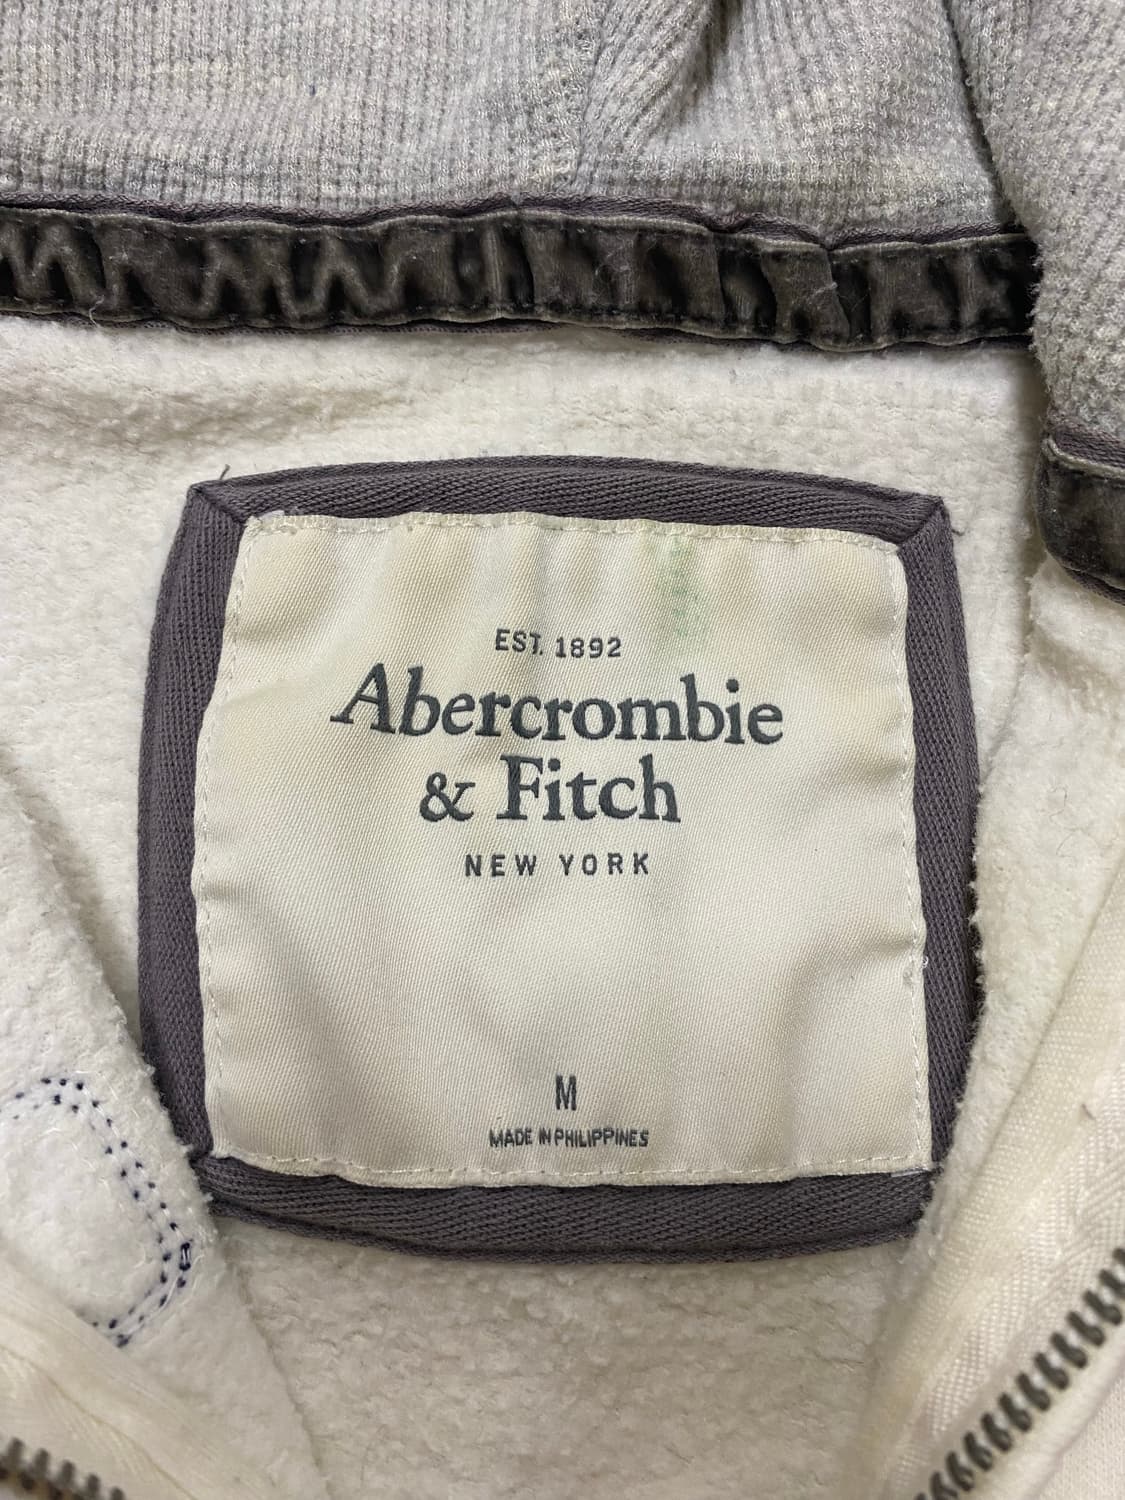 EST. 1892
Abercrombie
& Fitch
NEW YORK
M
MADE IN PHILIPPINES